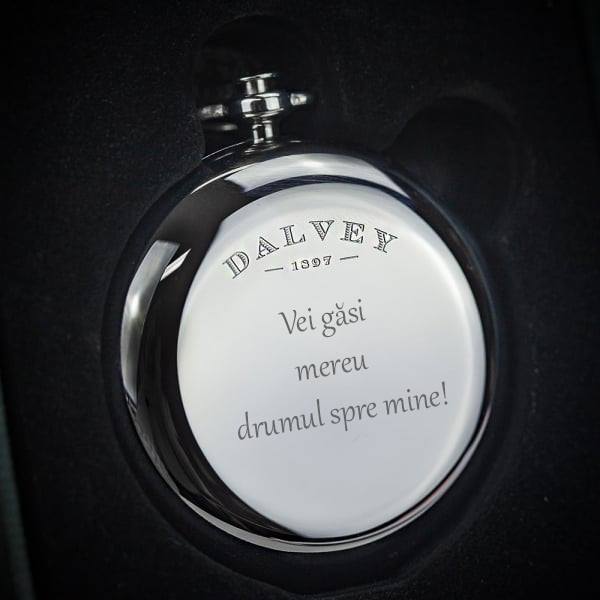 DALVEY
— 1897 —
Vei găsi
mereu
drumul spre mine!